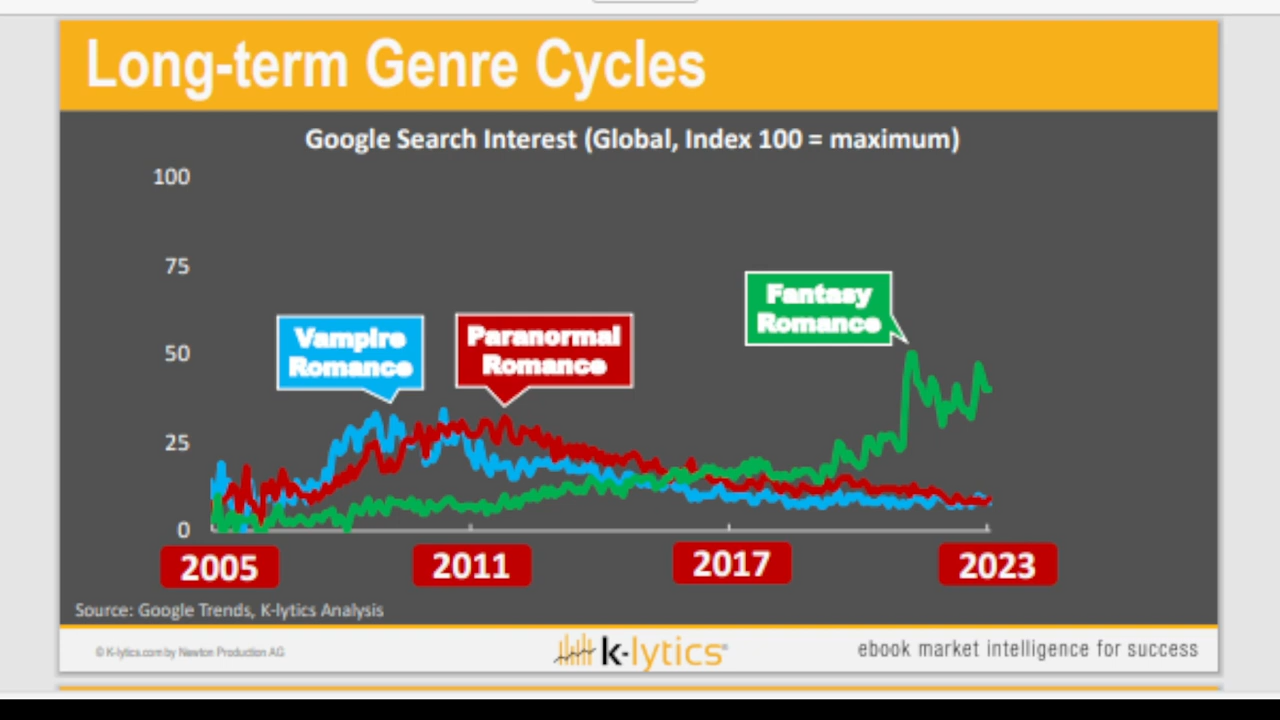 Long-term Genre Cycles
Google Search Interest (Global, Index 100 = maximum)
100
75
50
25
0
Vampire
Romance
Paranormal
Romance
Fantasy
Romance
2005 2011 2017 2023
Source: Google Trends, K-lytics Analysis
© K-lytics.com by Newton Production AG
k-lytics®
ebook market intelligence for success